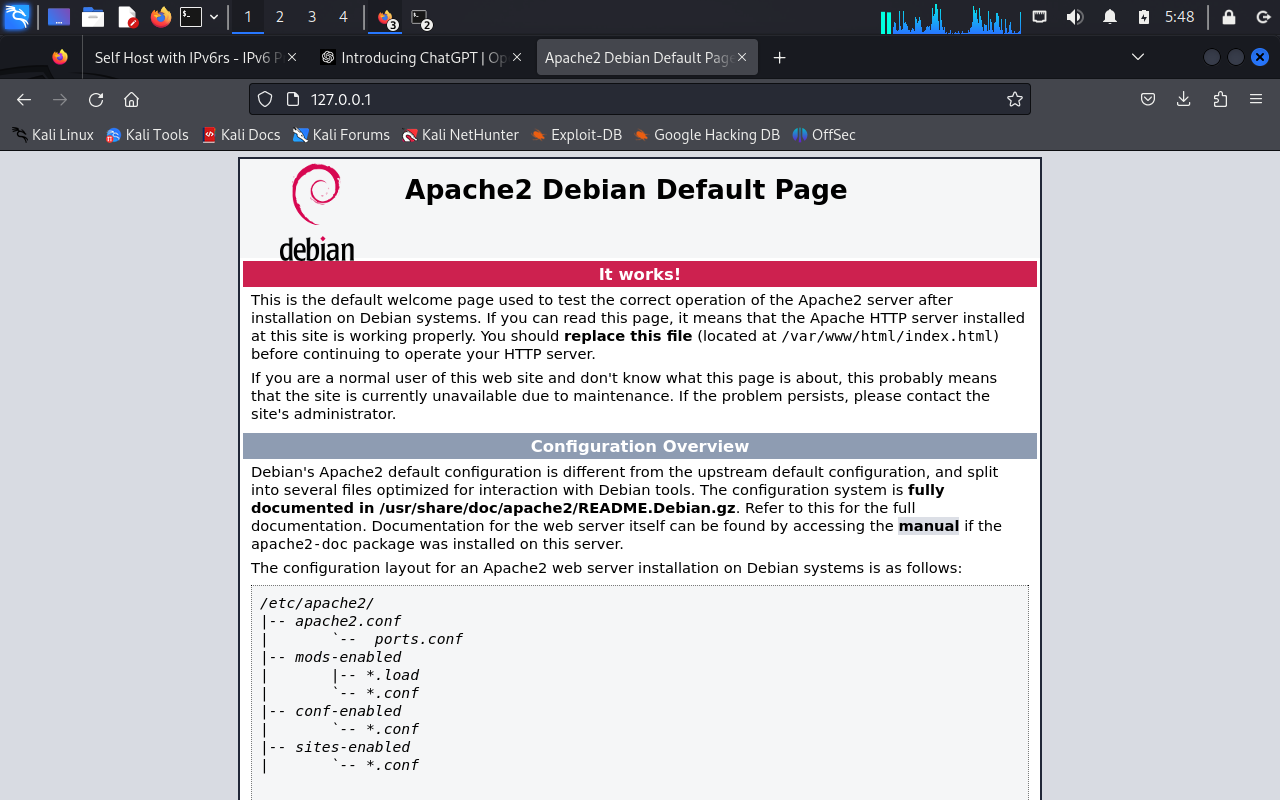 1 2 3 4 3 2 5:48
Self Host with IPv6rs - IPv6 P Introducing ChatGPT | Op Apache2 Debian Default Page
127.0.0.1
Kali Linux Kali Tools Kali Docs Kali Forums Kali NetHunter Exploit-DB Google Hacking DB OffSec
debian
Apache2 Debian Default Page
It works!
This is the default welcome page used to test the correct operation of the Apache2 server after
installation on Debian systems. If you can read this page, it means that the Apache HTTP server installed
at this site is working properly. You should replace this file (located at /var/www/html/index.html)
before continuing to operate your HTTP server.
If you are a normal user of this web site and don't know what this page is about, this probably means
that the site is currently unavailable due to maintenance. If the problem persists, please contact the
site's administrator.
Configuration Overview
Debian's Apache2 default configuration is different from the upstream default configuration, and split
into several files optimized for interaction with Debian tools. The configuration system is fully
documented in /usr/share/doc/apache2/README.Debian.gz. Refer to this for the full
documentation. Documentation for the web server itself can be found by accessing the manual if the
apache2-doc package was installed on this server.
The configuration layout for an Apache2 web server installation on Debian systems is as follows:
/etc/apache2/
|-- apache2.conf
|       `--  ports.conf
|-- mods-enabled
|       |-- *.load
|       `-- *.conf
|-- conf-enabled
|       `-- *.conf
|-- sites-enabled
|       `-- *.conf